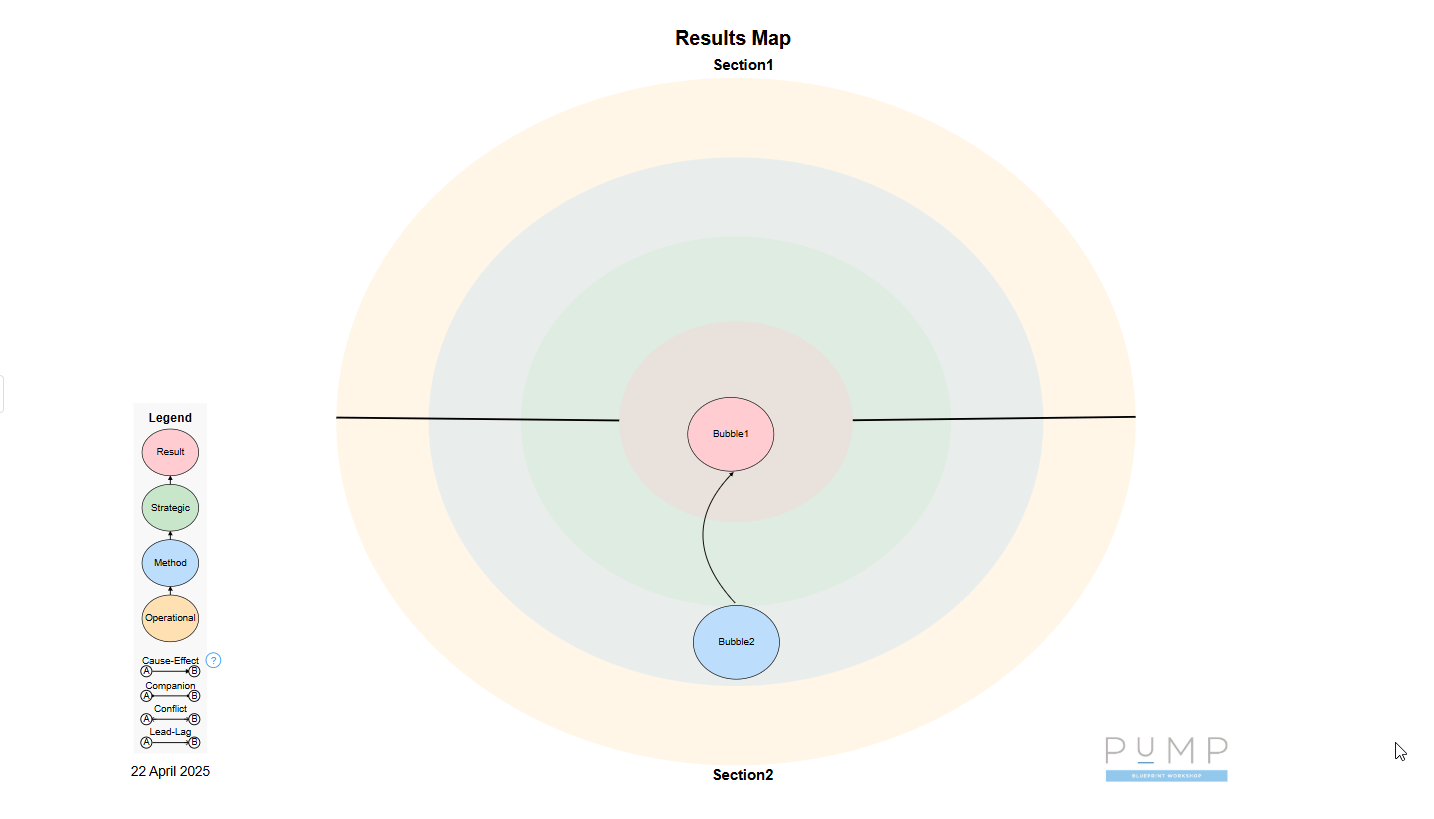 Results Map
Section1
Bubble1
Bubble2
Section2
Legend
Result
Strategic
Method
Operational
Cause-Effect ?
A B
Companion
A B
Conflict
A B
Lead-Lag
A B
22 April 2025
PUMP
BLUEPRINT WORKSHOP